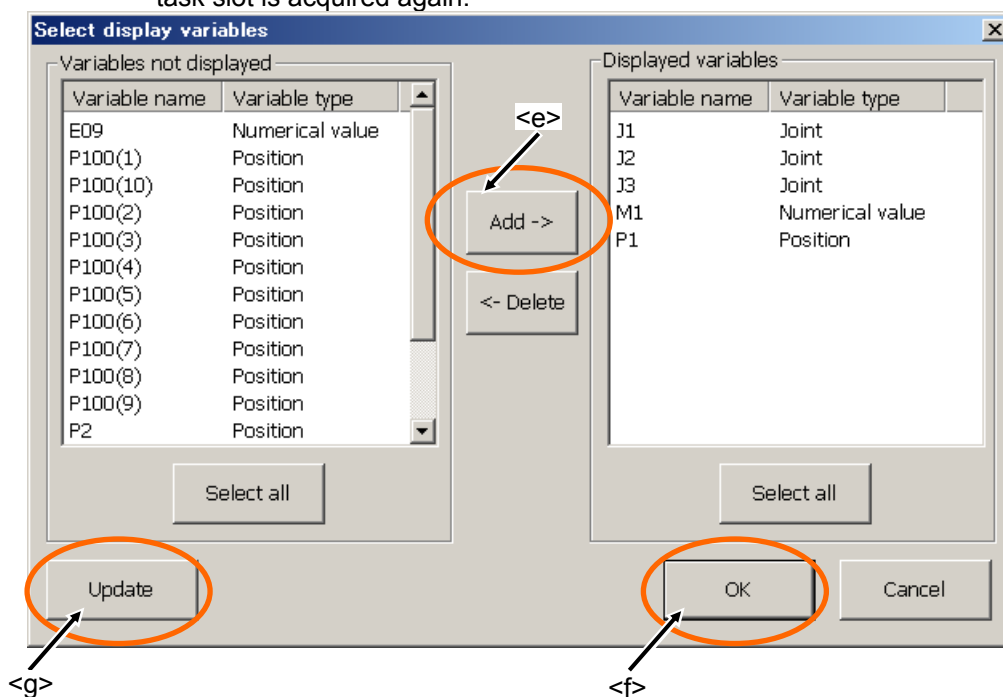 task slot is acquired again.
Select display variables
Variables not displayed
Variable name Variable type
E09 Numerical value
P100(1) Position
P100(10) Position
P100(2) Position
P100(3) Position
P100(4) Position
P100(5) Position
P100(6) Position
P100(7) Position
P100(8) Position
P100(9) Position
P2 Position
Select all
<e>
Add ->
<- Delete
Displayed variables
Variable name Variable type
J1 Joint
J2 Joint
J3 Joint
M1 Numerical value
P1 Position
Select all
Update
OK
Cancel
<g>
<f>